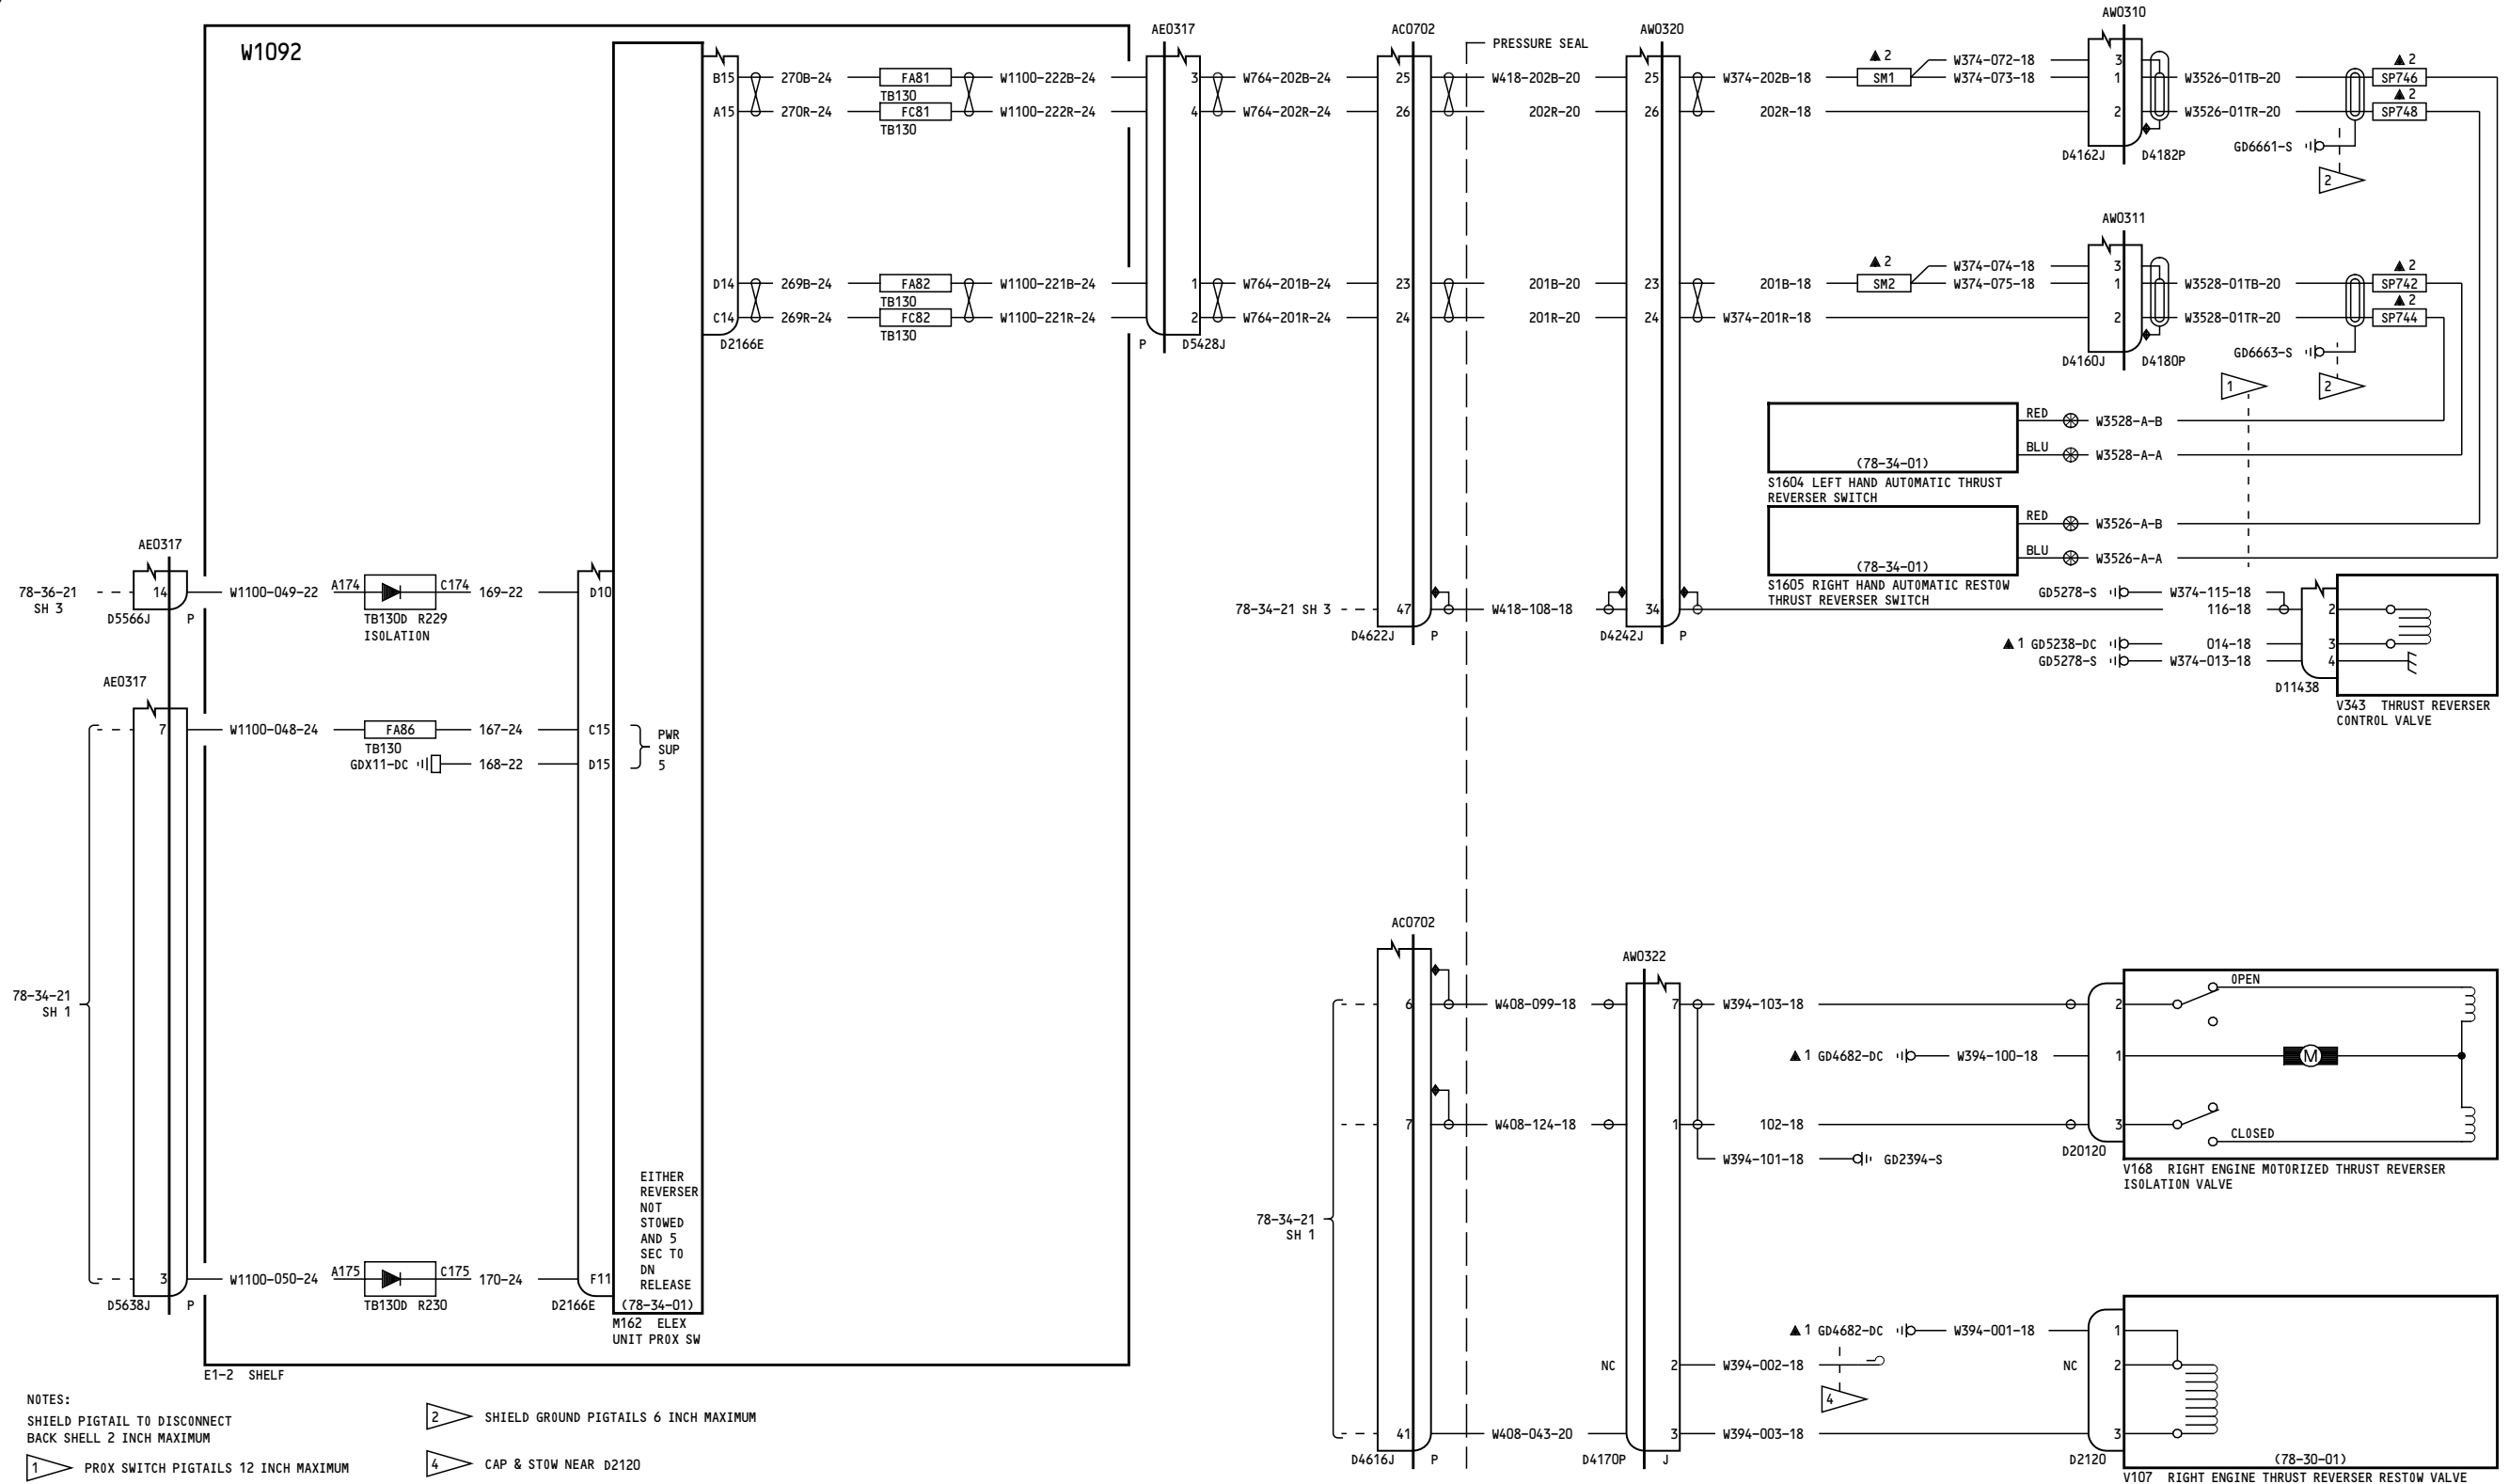 W1092
AE0317
AC0702
PRESSURE SEAL
AW0320
AW0310
B15 270B-24 FA81 W1100-222B-24 3 W764-202B-24 25 W418-202B-20 25 W374-202B-18 SM1 2 W374-072-18 3
W374-073-18 1 W3526-01TB-20 SP746 2
TB130
A15 270R-24 FC81 W1100-222R-24 4 W764-202R-24 26 202R-20 26 202R-18 2 W3526-01TR-20 SP748 2
TB130
GD6661-S
D4162J D4182P
2
AW0311
D14 269B-24 FA82 W1100-221B-24 1 W764-201B-24 23 201B-20 23 201B-18 SM2 2 W374-074-18 3
W374-075-18 1 W3528-01TB-20 SP742 2
TB130
C14 269R-24 FC82 W1100-221R-24 2 W764-201R-24 24 201R-20 24 W374-201R-18 2 W3528-01TR-20 SP744 2
TB130
D2166E P D5428J
GD6663-S
D4160J D4180P
1 2
RED W3528-A-B
BLU W3528-A-A
(78-34-01)
S1604 LEFT HAND AUTOMATIC THRUST
REVERSER SWITCH
RED W3526-A-B
BLU W3526-A-A
(78-34-01)
S1605 RIGHT HAND AUTOMATIC RESTOW
THRUST REVERSER SWITCH
AE0317
78-36-21
SH 3
14 W1100-049-22 A174 C174 169-22 D10
D5566J P TB130D R229
ISOLATION
78-34-21 SH 3 47 W418-108-18 34
D4622J P D4242J P
GD5278-S W374-115-18
116-18 2
1 GD5238-DC 014-18 3
GD5278-S W374-013-18 4
D11438
V343 THRUST REVERSER
CONTROL VALVE
AE0317
7 W1100-048-24 FA86 167-24 C15
TB130
GDX11-DC 168-22 D15
PWR
SUP
5
78-34-21
SH 1
AC0702
AW0322
6 W408-099-18 7 W394-103-18 2 OPEN
1 GD4682-DC W394-100-18 1 M
7 W408-124-18 1 102-18 3 CLOSED
W394-101-18 GD2394-S
D20120
V168 RIGHT ENGINE MOTORIZED THRUST REVERSER
ISOLATION VALVE
78-34-21
SH 1
EITHER
REVERSER
NOT
STOWED
AND 5
SEC TO
DN
RELEASE
3 W1100-050-24 A175 C175 170-24 F11
D5638J P TB130D R230 D2166E
(78-34-01)
M162 ELEX
UNIT PROX SW
E1-2 SHELF
1 GD4682-DC W394-001-18 1
NC 2 W394-002-18 NC 2
4
41 W408-043-20 3 W394-003-18 3
D4616J P D4170P J D2120
(78-30-01)
V107 RIGHT ENGINE THRUST REVERSER RESTOW VALVE
NOTES:
SHIELD PIGTAIL TO DISCONNECT
BACK SHELL 2 INCH MAXIMUM
1 PROX SWITCH PIGTAILS 12 INCH MAXIMUM
2 SHIELD GROUND PIGTAILS 6 INCH MAXIMUM
4 CAP & STOW NEAR D2120